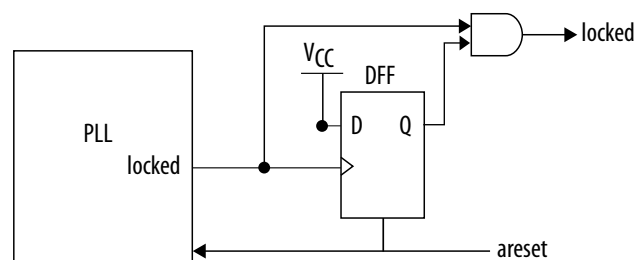 locked
VCC
DFF
PLL
D Q
locked
areset